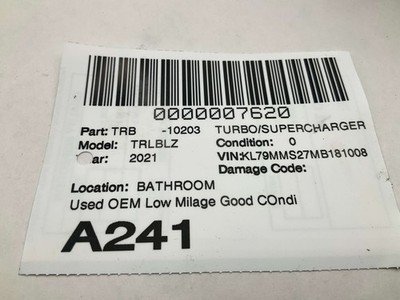 0000007620
Part: TRB -10203 TURBO/SUPERCHARGER
Model: TRLBLZ Condition: 0
ar: 2021 VIN:KL79MMS27MB181008
Damage Code:
Location: BATHROOM
Used OEM Low Milage Good COndi
A241